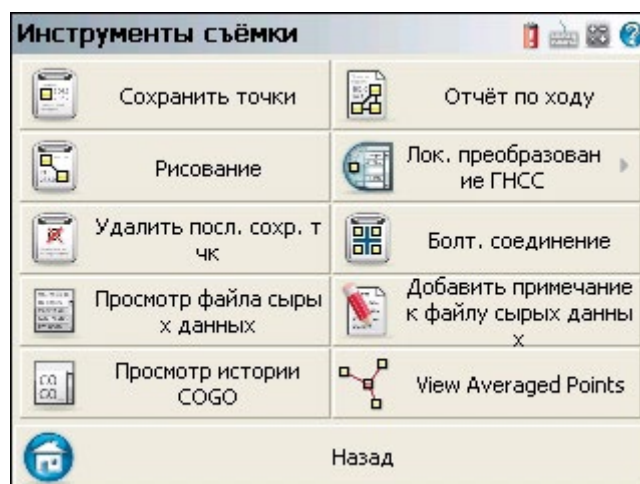 Инструменты съёмки
Сохранить точки
Отчёт по ходу
Рисование
Лок. преобразован
ие ГНСС
Удалить посл. сохр. т
чк
Болт. соединение
Просмотр файла сыры
х данных
Добавить примечание
к файлу сырых данны
х
Просмотр истории
COGO
View Averaged Points
Назад